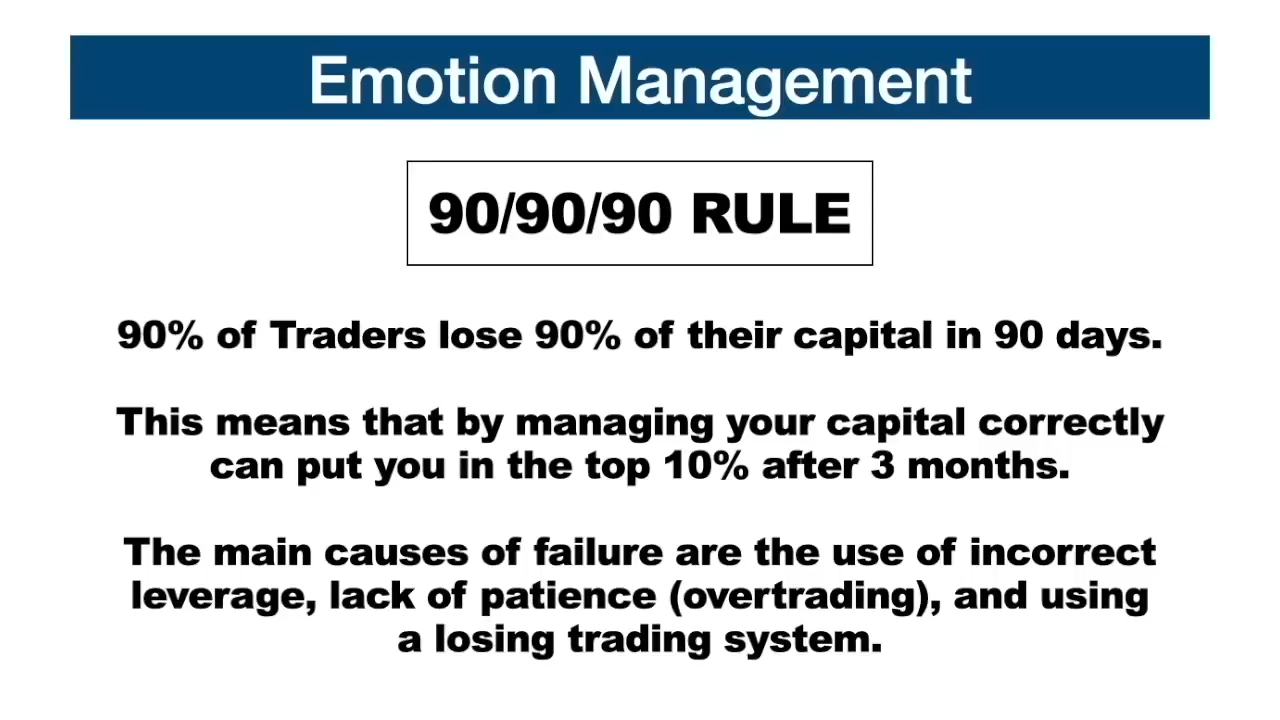 Emotion Management
90/90/90 RULE
90% of Traders lose 90% of their capital in 90 days.
This means that by managing your capital correctly
can put you in the top 10% after 3 months.
The main causes of failure are the use of incorrect
leverage, lack of patience (overtrading), and using
a losing trading system.